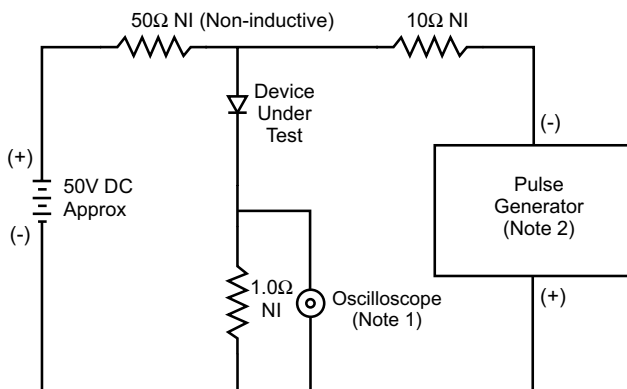 50Ω NI (Non-inductive)
10Ω NI
Device
Under
Test
(+)
50V DC
Approx
(-)
(-)
Pulse
Generator
(Note 2)
(+)
1.0Ω
NI
Oscilloscope
(Note 1)